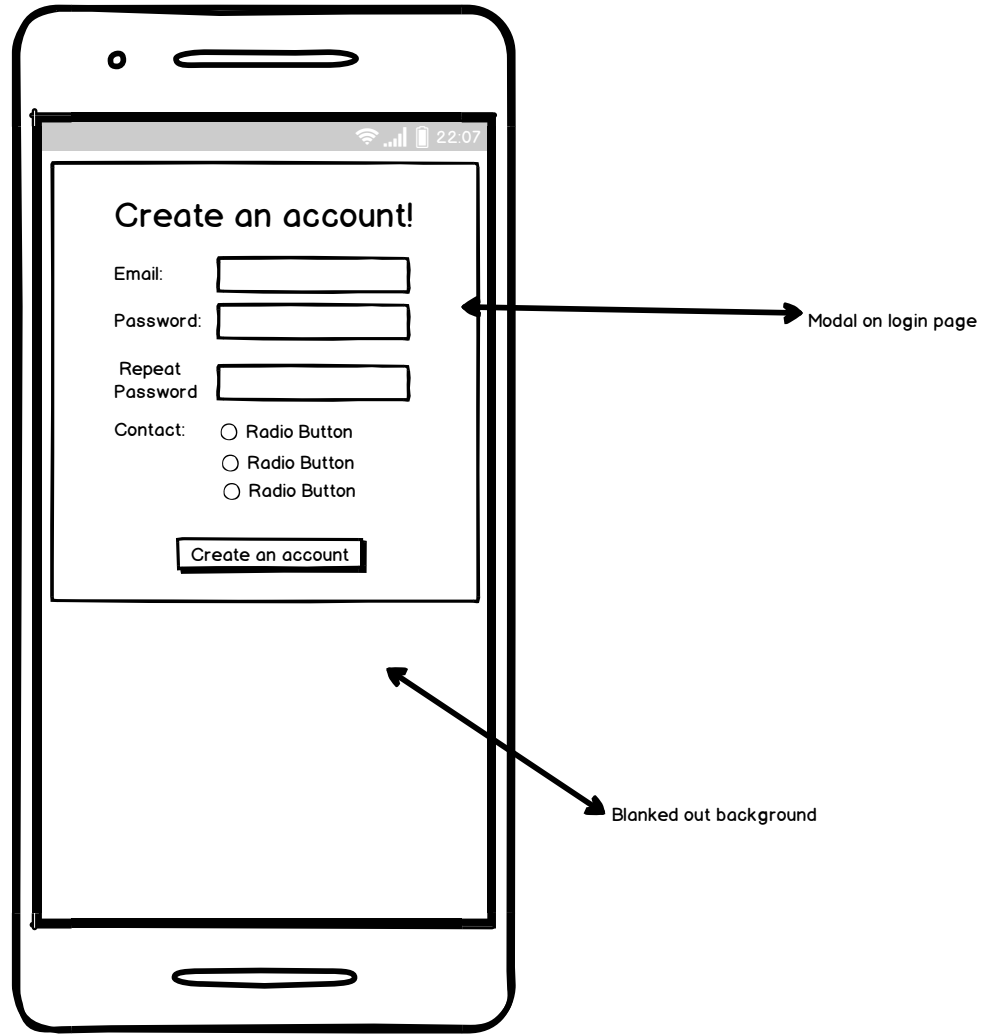 22:07
Create an account!
Email:
Password:
Modal on login page
Repeat
Password
Contact:
Radio Button
Radio Button
Radio Button
Create an account
Blanked out background